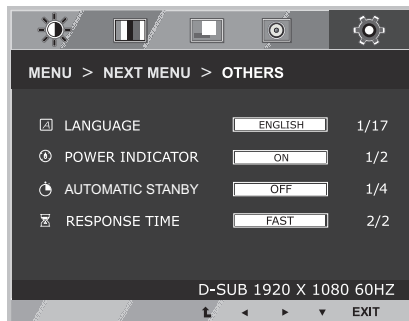 MENU > NEXT MENU > OTHERS
LANGUAGE ENGLISH 1/17
POWER INDICATOR ON 1/2
AUTOMATIC STANBY OFF 1/4
RESPONSE TIME FAST 2/2
D-SUB 1920 X 1080 60HZ
EXIT